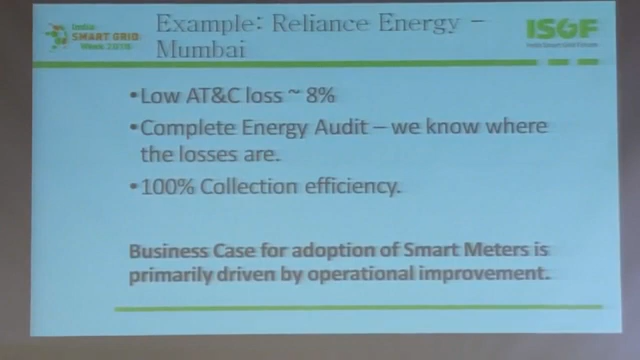 India
SMART GRID
Week 2018
Example: Reliance Energy –
Mumbai
ISGF
India Smart Grid Forum
•Low AT&C loss ~ 8%
•Complete Energy Audit – we know where
the losses are.
•100% Collection efficiency.
Business Case for adoption of Smart Meters is
primarily driven by operational improvement.